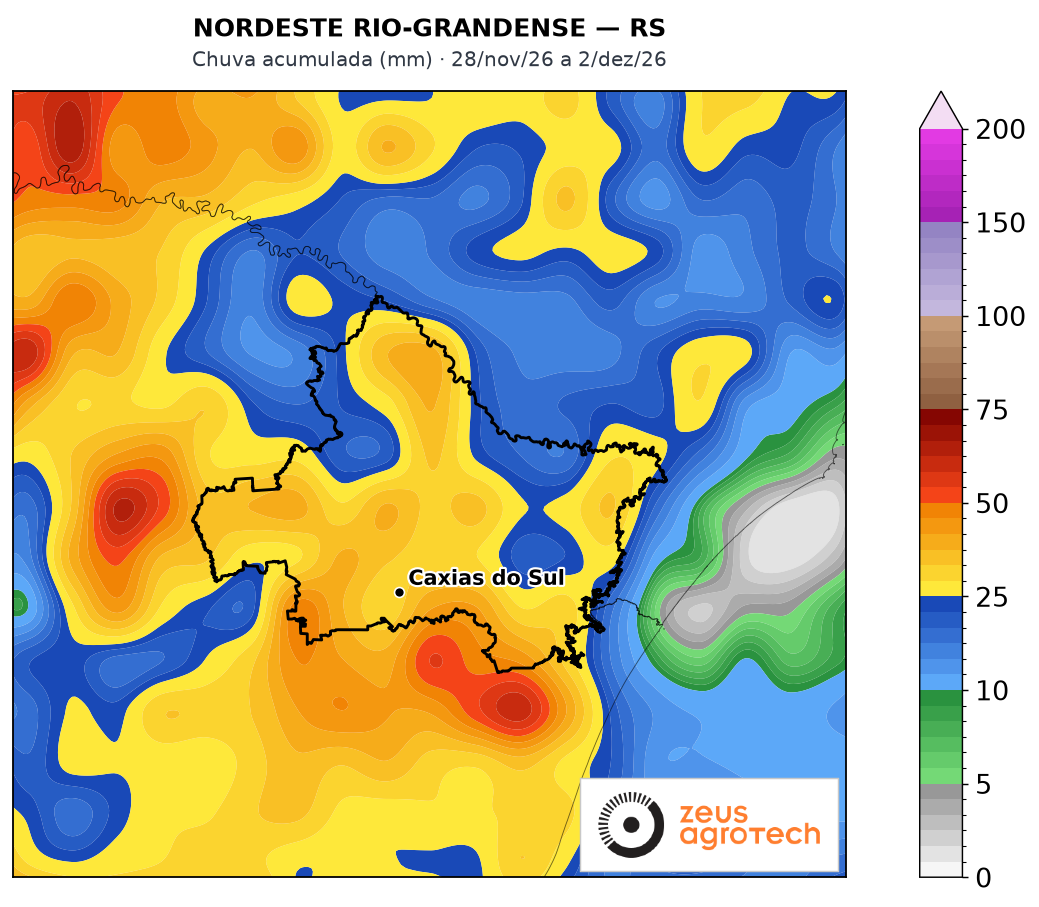 NORDESTE RIO-GRANDENSE — RS
Chuva acumulada (mm) · 28/nov/26 a 2/dez/26
200
150
100
75
50
25
10
5
0
Caxias do Sul
zeus
agrotech